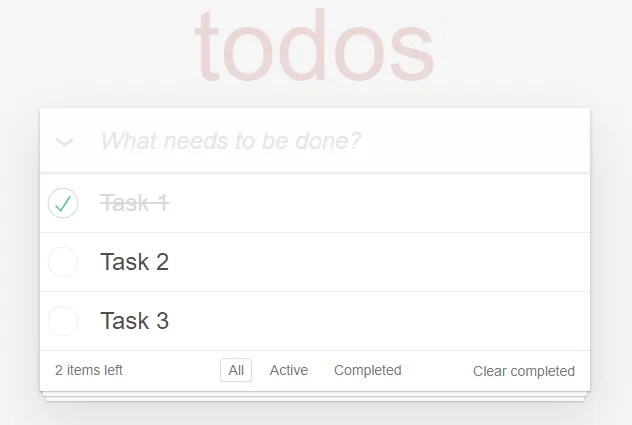 todos
What needs to be done?
Task 1
Task 2
Task 3
2 items left All Active Completed Clear completed